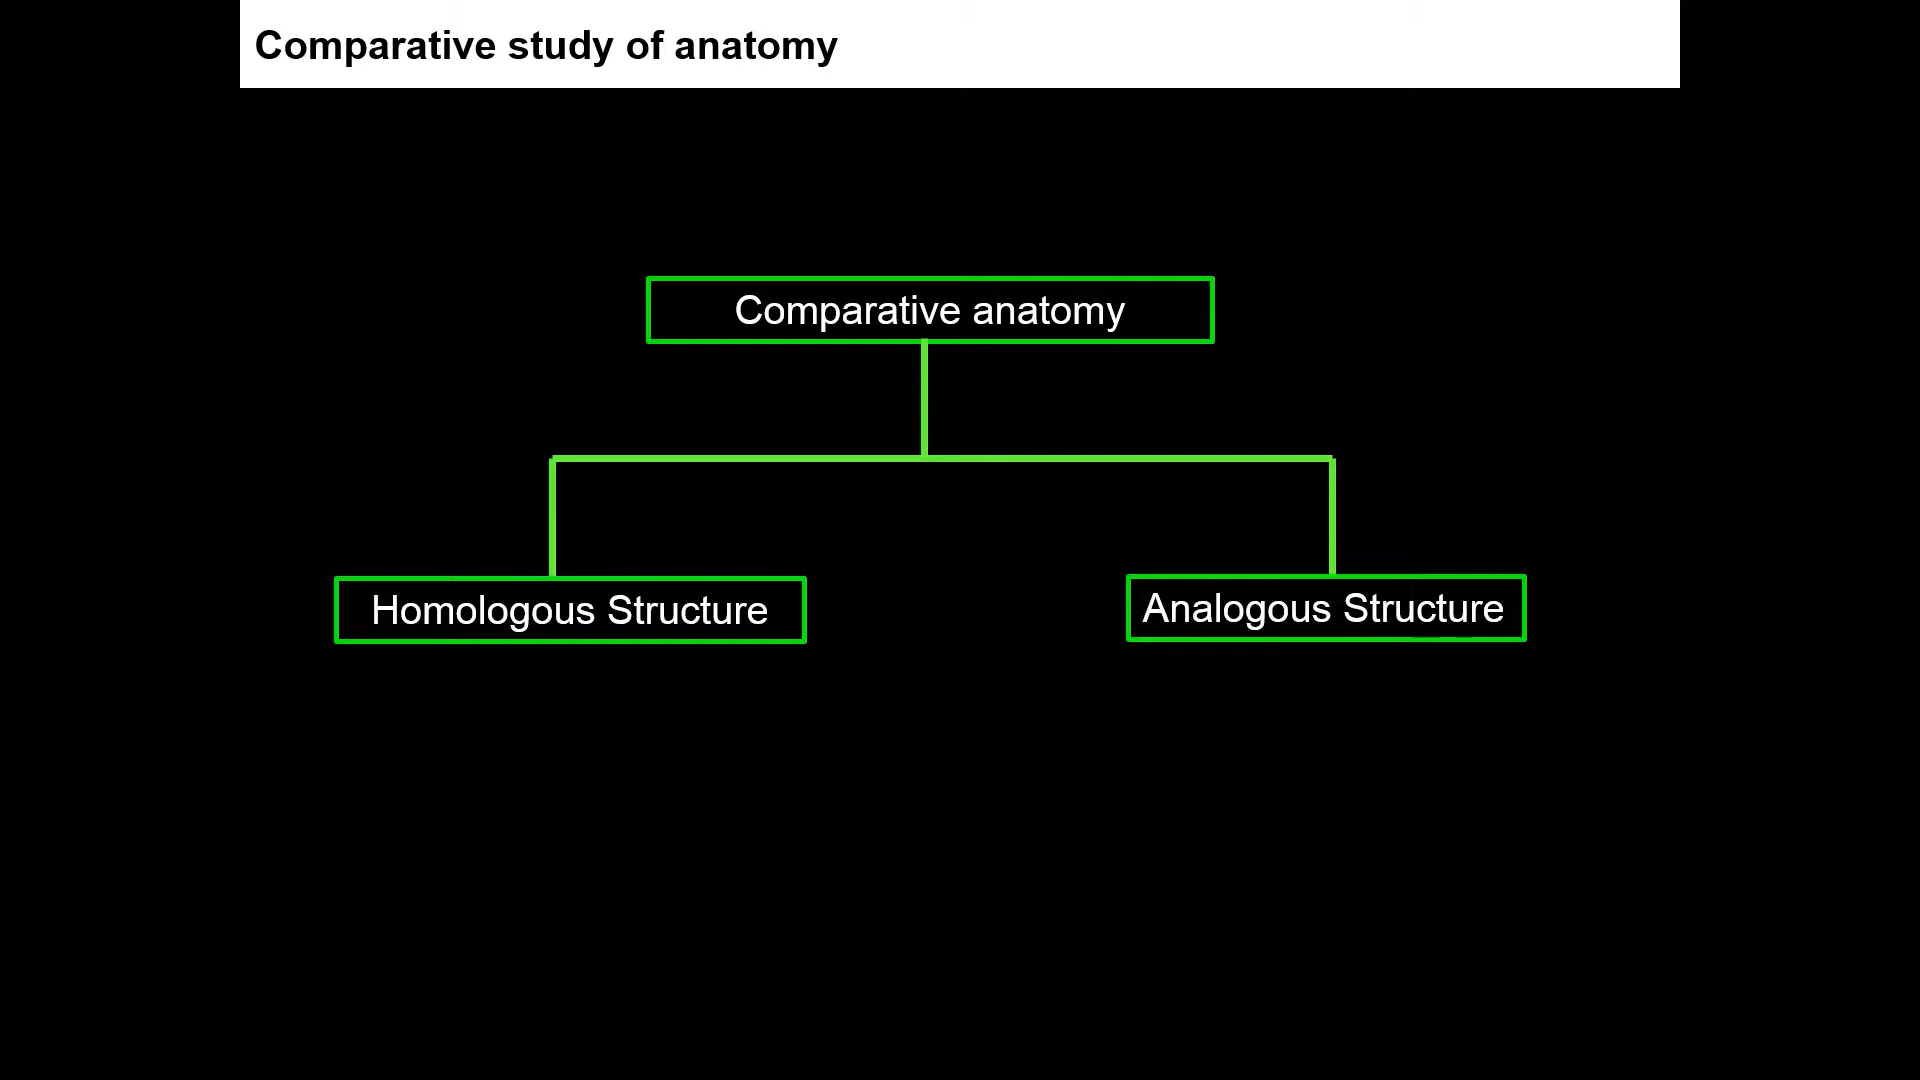 Comparative study of anatomy
Comparative anatomy
Homologous Structure
Analogous Structure